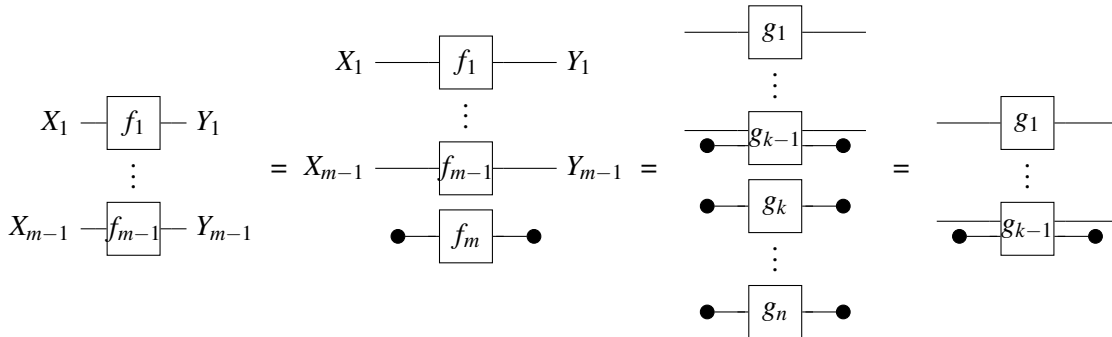 X₁ f₁ Y₁
⋮
Xₘ₋₁ fₘ₋₁ Yₘ₋₁
=
X₁ f₁ Y₁
⋮
Xₘ₋₁ fₘ₋₁ Yₘ₋₁
fₘ
=
g₁
⋮
gₖ₋₁
gₖ
⋮
gₙ
=
g₁
⋮
gₖ₋₁